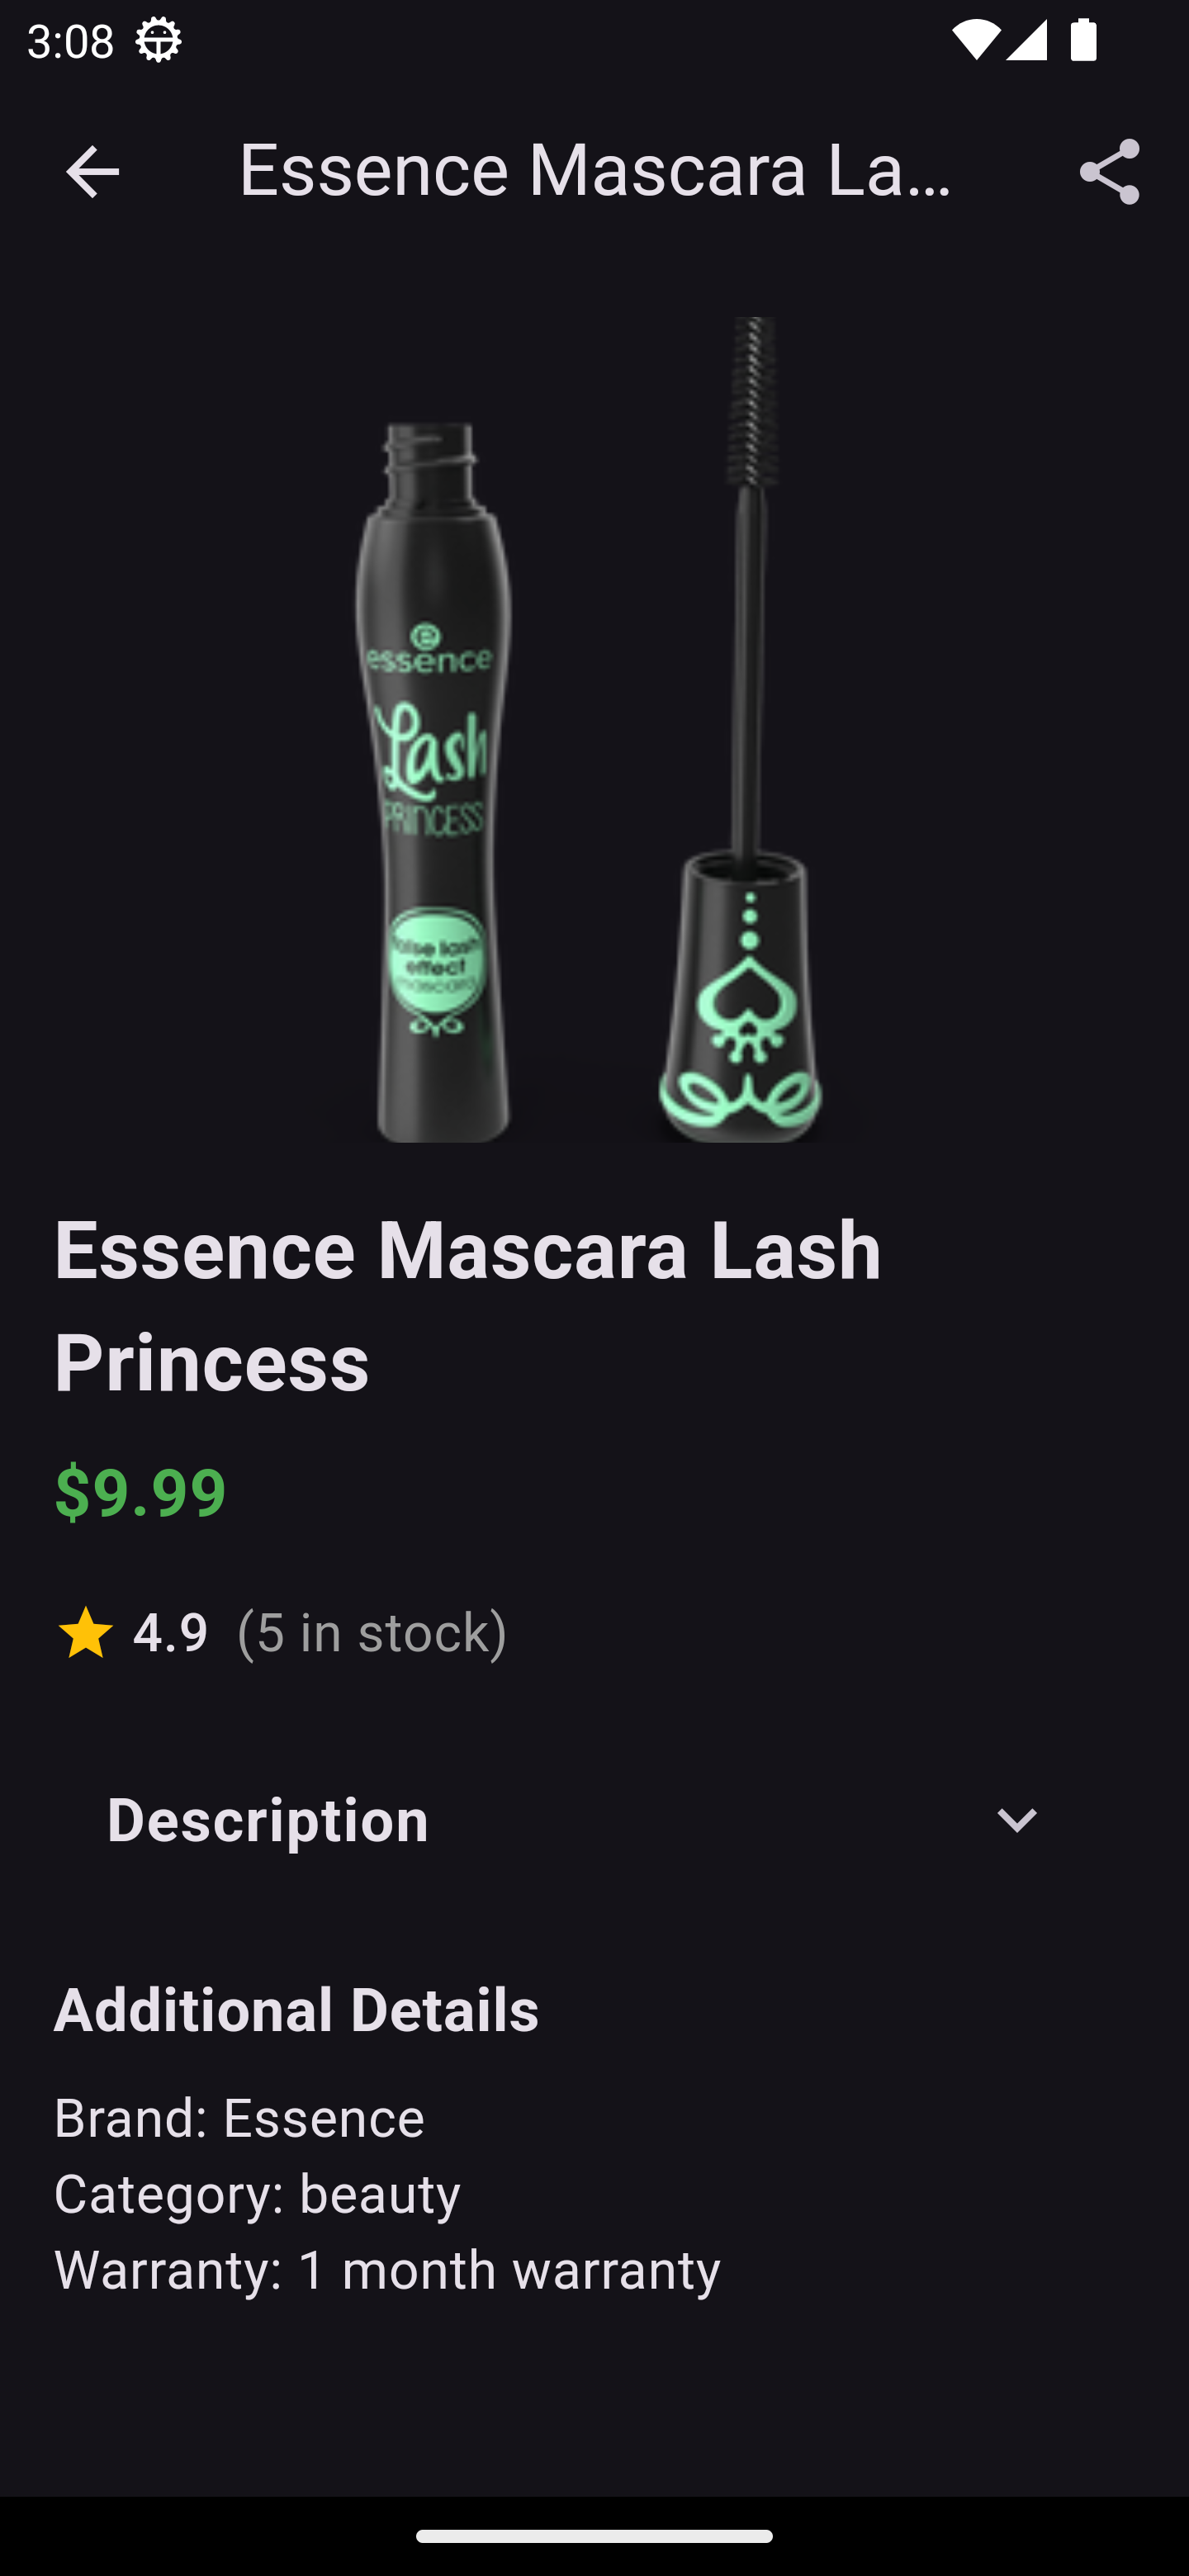 3:08
Essence Mascara La...
essence
Lash
PRINCESS
false lash
effect
mascara
Essence Mascara Lash
Princess
$9.99
4.9 (5 in stock)
Description
Additional Details
Brand: Essence
Category: beauty
Warranty: 1 month warranty